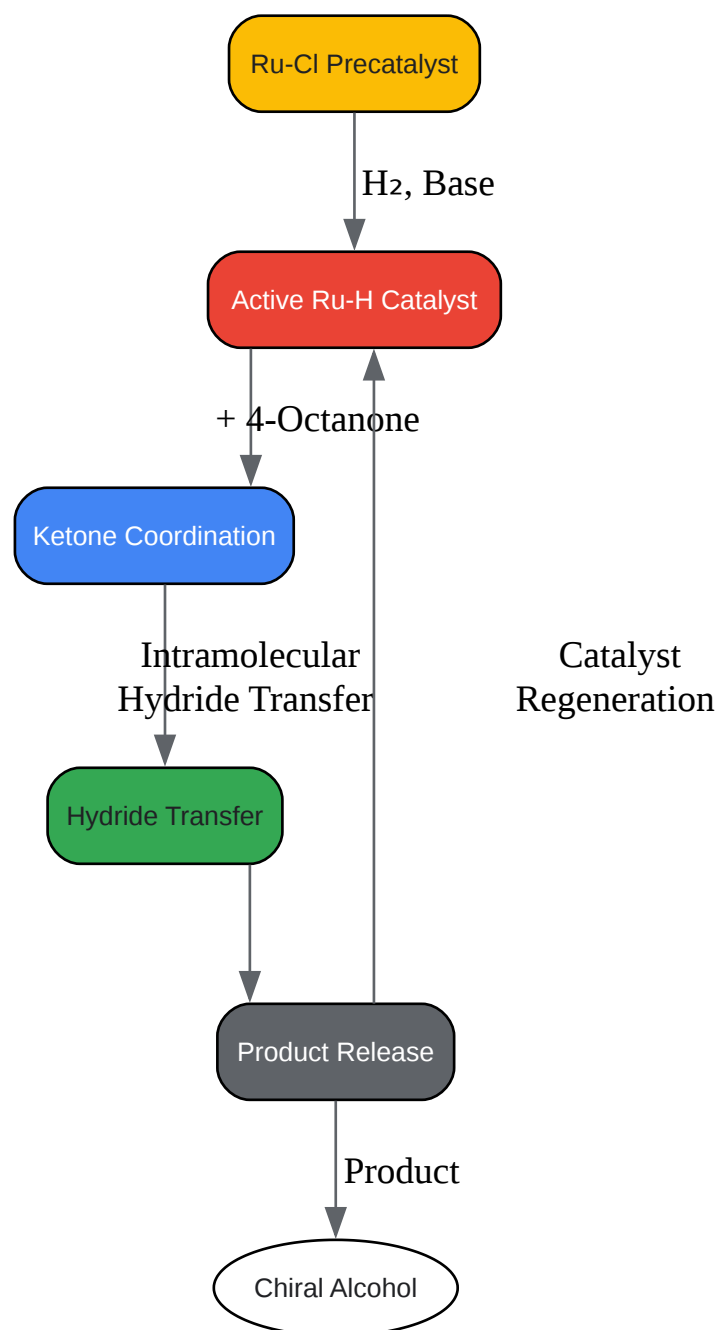 Ru-Cl Precatalyst
H₂, Base
Active Ru-H Catalyst
+ 4-Octanone
Ketone Coordination
Intramolecular
Hydride Transfer
Catalyst
Regeneration
Hydride Transfer
Product Release
Product
Chiral Alcohol